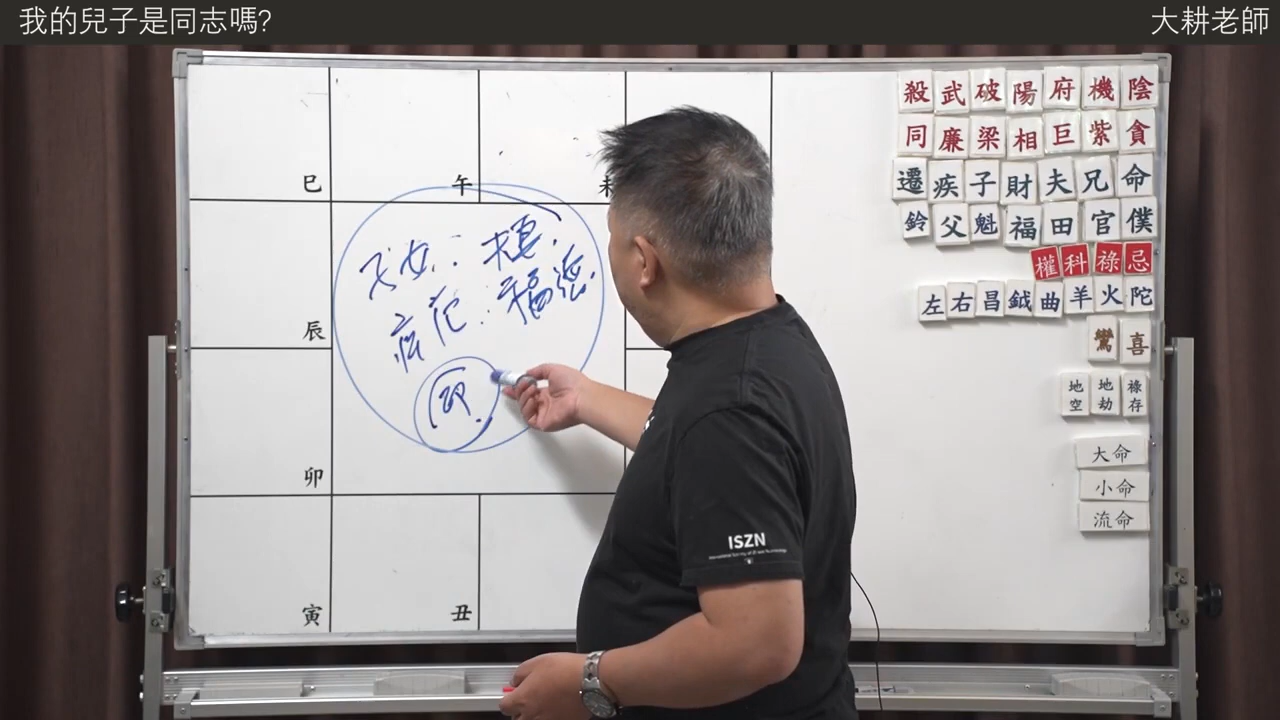 我的兒子是同志嗎?
大耕老師
殺 武 破 陽 府 機 陰
同 廉 梁 相 巨 紫 貪
遷 疾 子 財 夫 兄 命
鈴 父 魁 福 田 官 僕
權 科 祿 忌
左 右 昌 鉞 曲 羊 火 陀
鸞 喜
地空 地劫 祿存
大命
小命
流命
巳
午
未
子女:
福德.
辰
卯
寅
丑
ISZN